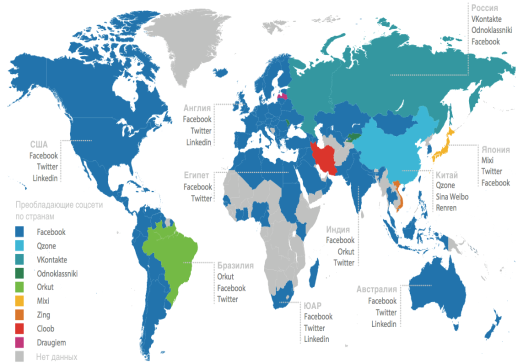 Россия
VKontakte
Odnoklassniki
Facebook
Англия
Facebook
Twitter
Linkedin
США
Facebook
Twitter
Linkedin
Египет
Facebook
Twitter
Япония
Mixi
Twitter
Facebook
Китай
Qzone
Sina Weibo
Renren
Индия
Facebook
Orkut
Twitter
Бразилия
Orkut
Facebook
Twitter
ЮАР
Facebook
Twitter
Linkedin
Австралия
Facebook
Twitter
Linkedin
Преобладающие соцсети
по странам
Facebook
Qzone
VKontakte
Odnoklassniki
Orkut
Mixi
Zing
Cloob
Draugiem
Нет данных